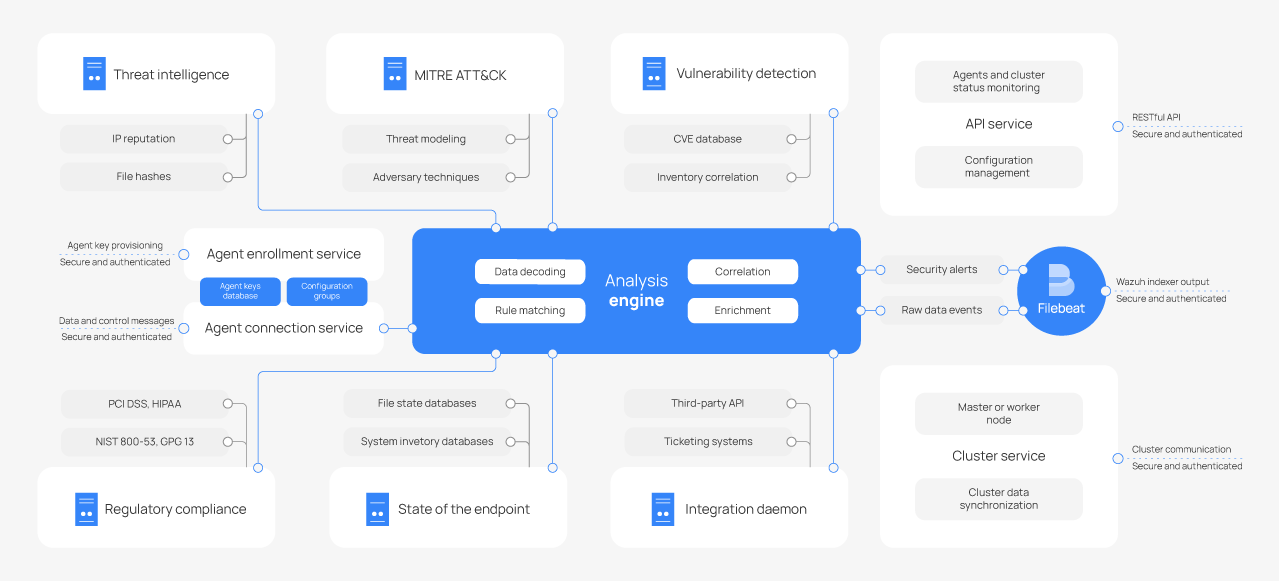 Threat intelligence
IP reputation
File hashes
MITRE ATT&CK
Threat modeling
Adversary techniques
Vulnerability detection
CVE database
Inventory correlation
Agents and cluster
status monitoring
API service
Configuration
management
RESTful API
Secure and authenticated
Agent key provisioning
Secure and authenticated
Agent enrollment service
Agent keys
database
Configuration
groups
Data and control messages
Secure and authenticated
Agent connection service
Data decoding
Rule matching
Analysis
engine
Correlation
Enrichment
Security alerts
Raw data events
Filebeat
Wazuh indexer output
Secure and authenticated
PCI DSS, HIPAA
NIST 800-53, GPG 13
Regulatory compliance
File state databases
System invetory databases
State of the endpoint
Third-party API
Ticketing systems
Integration daemon
Master or worker
node
Cluster service
Cluster data
synchronization
Cluster communication
Secure and authenticated